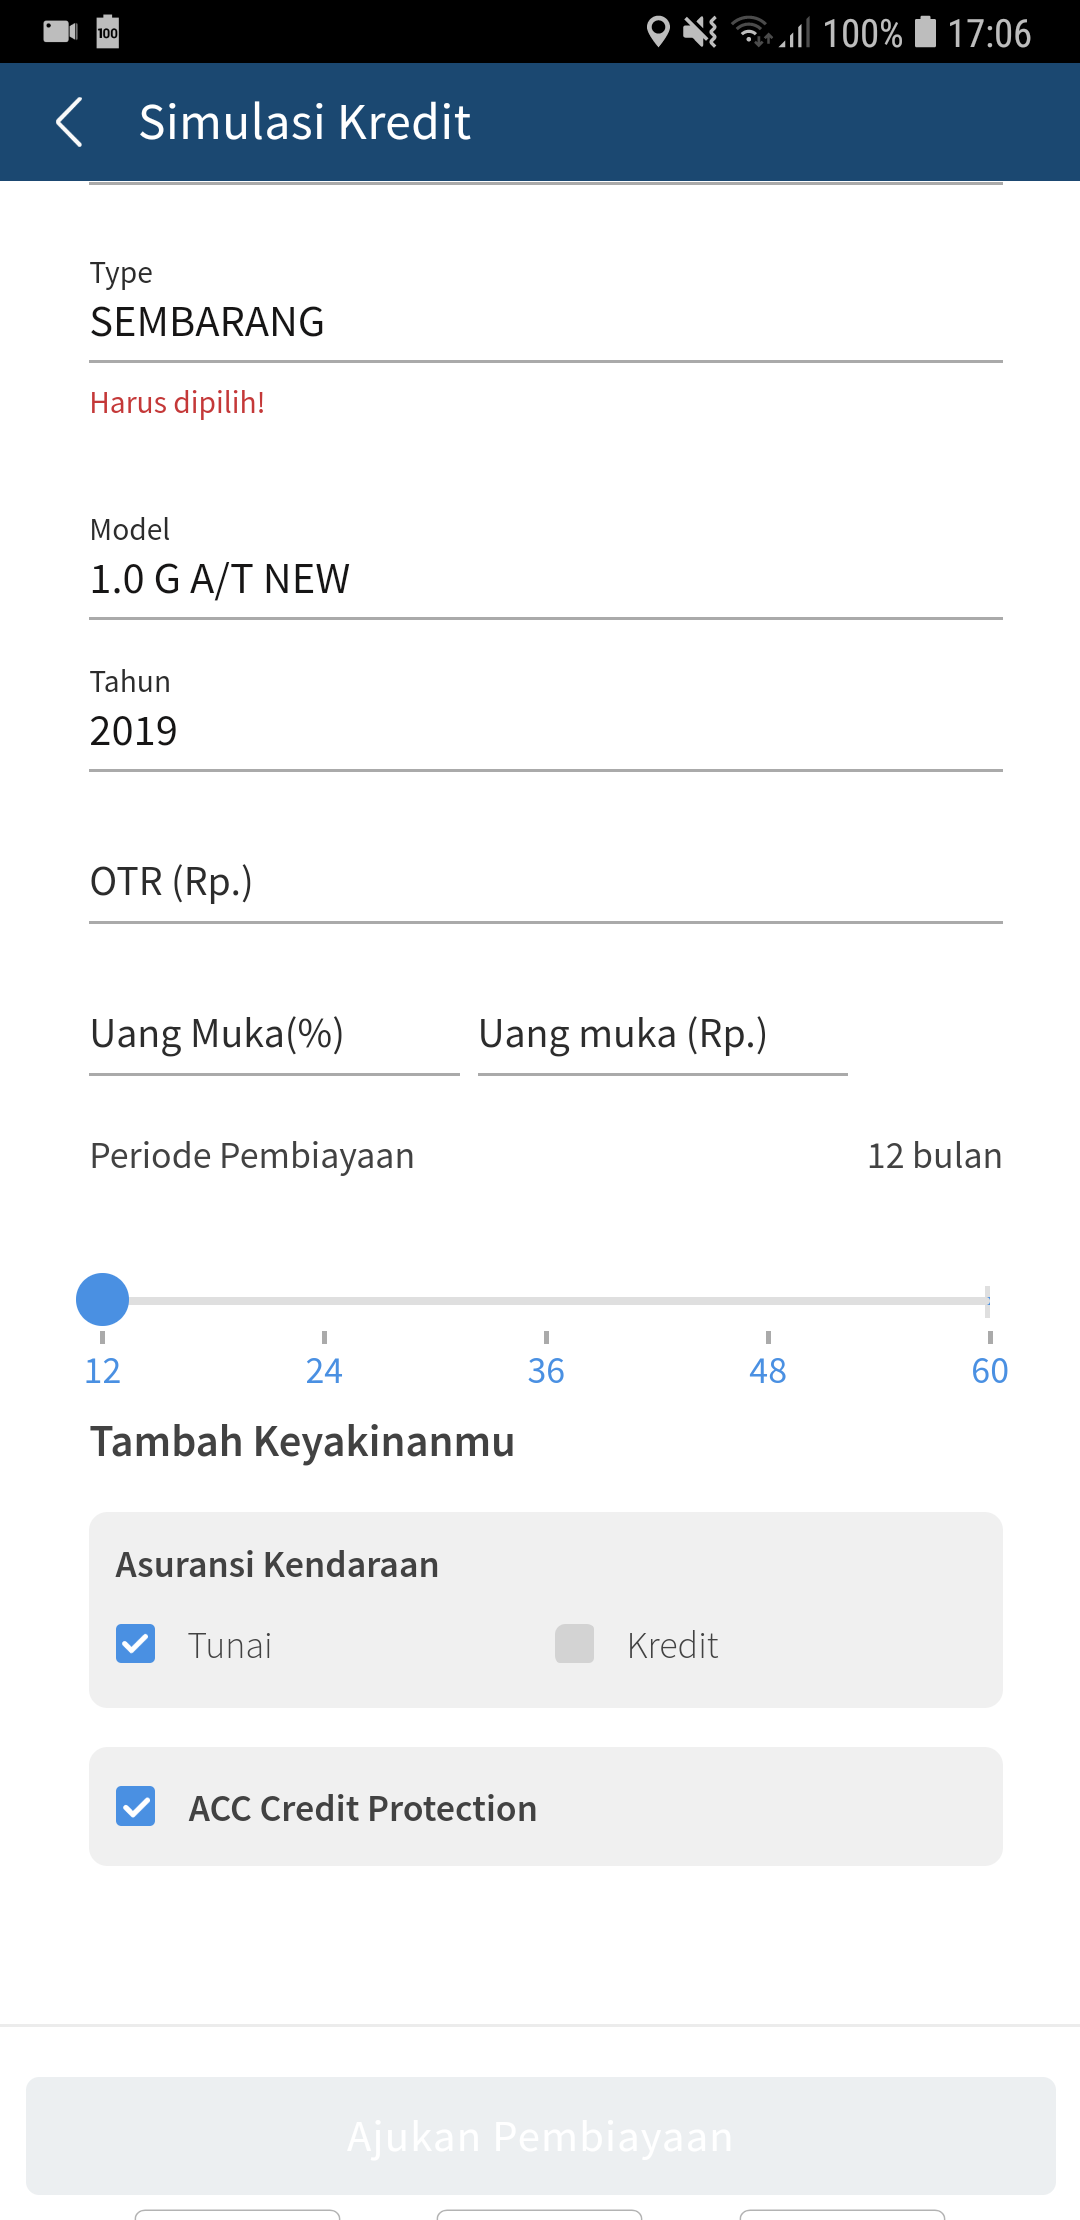 100 100% 17:06
Simulasi Kredit
Type
SEMBARANG
Harus dipilih!
Model
1.0 G A/T NEW
Tahun
2019
OTR (Rp.)
Uang Muka(%) Uang muka (Rp.)
Periode Pembiayaan 12 bulan
12 24 36 48 60
Tambah Keyakinanmu
Asuransi Kendaraan
Tunai Kredit
ACC Credit Protection
Ajukan Pembiayaan